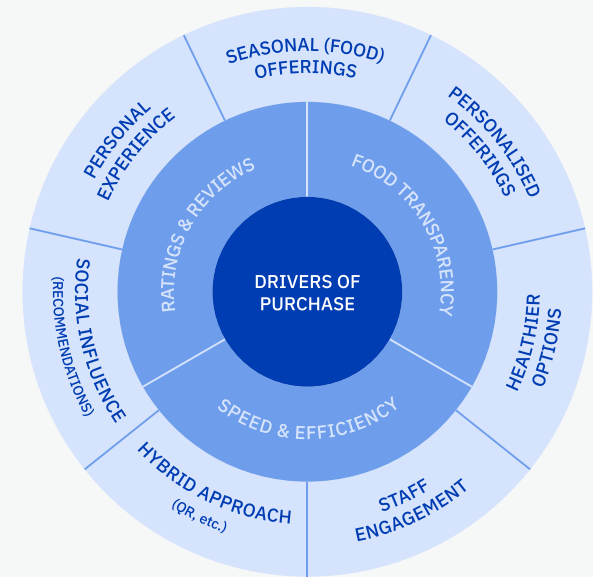 SEASONAL (FOOD)
OFFERINGS
PERSONALISED
OFFERINGS
HEALTHIER
OPTIONS
STAFF
ENGAGEMENT
HYBRID APPROACH
(QR, etc.)
SOCIAL INFLUENCE
(RECOMMENDATIONS)
PERSONAL
EXPERIENCE
RATINGS & REVIEWS
FOOD TRANSPARENCY
SPEED & EFFICIENCY
DRIVERS OF
PURCHASE